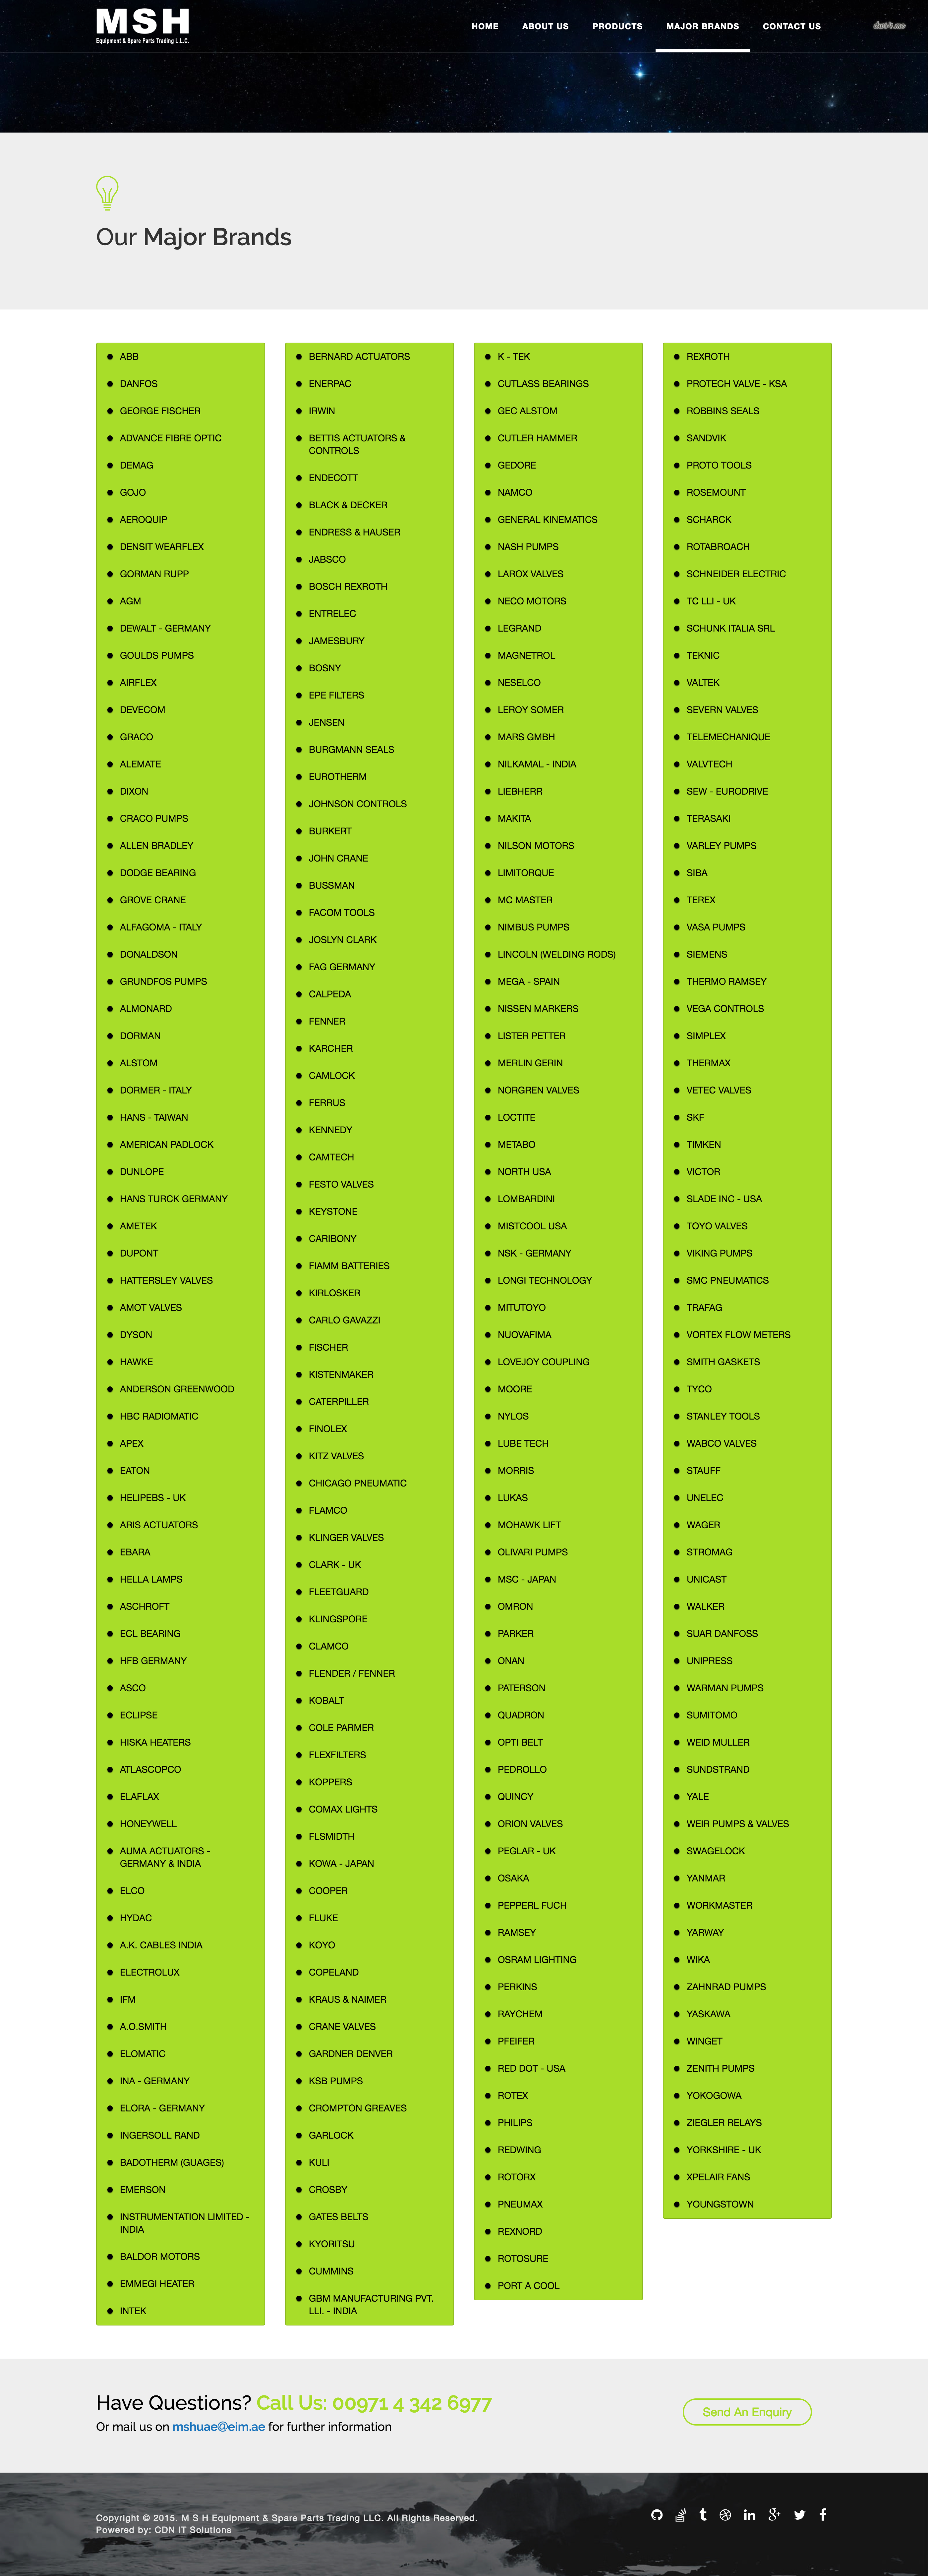 MSH
Equipment & Spare Parts Trading L.L.C.
HOME
ABOUT US
PRODUCTS
MAJOR BRANDS
CONTACT US
Our Major Brands
ABB
DANFOS
GEORGE FISCHER
ADVANCE FIBRE OPTIC
DEMAG
GOJO
AEROQUIP
DENSIT WEARFLEX
GORMAN RUPP
AGM
DEWALT - GERMANY
GOULDS PUMPS
AIRFLEX
DEVECOM
GRACO
ALEMATE
DIXON
CRACO PUMPS
ALLEN BRADLEY
DODGE BEARING
GROVE CRANE
ALFAGOMA - ITALY
DONALDSON
GRUNDFOS PUMPS
ALMONARD
DORMAN
ALSTOM
DORMER - ITALY
HANS - TAIWAN
AMERICAN PADLOCK
DUNLOPE
HANS TURCK GERMANY
AMETEK
DUPONT
HATTERSLEY VALVES
AMOT VALVES
DYSON
HAWKE
ANDERSON GREENWOOD
HBC RADIOMATIC
APEX
EATON
HELIPEBS - UK
ARIS ACTUATORS
EBARA
HELLA LAMPS
ASCHROFT
ECL BEARING
HFB GERMANY
ASCO
ECLIPSE
HISKA HEATERS
ATLASCOPCO
ELAFLAX
HONEYWELL
AUMA ACTUATORS -
GERMANY & INDIA
ELCO
HYDAC
A.K. CABLES INDIA
ELECTROLUX
IFM
A.O.SMITH
ELOMATIC
INA - GERMANY
ELORA - GERMANY
INGERSOLL RAND
BADOTHERM (GUAGES)
EMERSON
INSTRUMENTATION LIMITED -
INDIA
BALDOR MOTORS
EMMEGI HEATER
INTEK
BERNARD ACTUATORS
ENERPAC
IRWIN
BETTIS ACTUATORS &
CONTROLS
ENDECOTT
BLACK & DECKER
ENDRESS & HAUSER
JABSCO
BOSCH REXROTH
ENTRELEC
JAMESBURY
BOSNY
EPE FILTERS
JENSEN
BURGMANN SEALS
EUROTHERM
JOHNSON CONTROLS
BURKERT
JOHN CRANE
BUSSMAN
FACOM TOOLS
JOSLYN CLARK
FAG GERMANY
CALPEDA
FENNER
KARCHER
CAMLOCK
FERRUS
KENNEDY
CAMTECH
FESTO VALVES
KEYSTONE
CARIBONY
FIAMM BATTERIES
KIRLOSKER
CARLO GAVAZZI
FISCHER
KISTENMAKER
CATERPILLER
FINOLEX
KITZ VALVES
CHICAGO PNEUMATIC
FLAMCO
KLINGER VALVES
CLARK - UK
FLEETGUARD
KLINGSPORE
CLAMCO
FLENDER / FENNER
KOBALT
COLE PARMER
FLEXFILTERS
KOPPERS
COMAX LIGHTS
FLSMIDTH
KOWA - JAPAN
COOPER
FLUKE
KOYO
COPELAND
KRAUS & NAIMER
CRANE VALVES
GARDNER DENVER
KSB PUMPS
CROMPTON GREAVES
GARLOCK
KULI
CROSBY
GATES BELTS
KYORITSU
CUMMINS
GBM MANUFACTURING PVT.
LLI. - INDIA
K - TEK
CUTLASS BEARINGS
GEC ALSTOM
CUTLER HAMMER
GEDORE
NAMCO
GENERAL KINEMATICS
NASH PUMPS
LAROX VALVES
NECO MOTORS
LEGRAND
MAGNETROL
NESELCO
LEROY SOMER
MARS GMBH
NILKAMAL - INDIA
LIEBHERR
MAKITA
NILSON MOTORS
LIMITORQUE
MC MASTER
NIMBUS PUMPS
LINCOLN (WELDING RODS)
MEGA - SPAIN
NISSEN MARKERS
LISTER PETTER
MERLIN GERIN
NORGREN VALVES
LOCTITE
METABO
NORTH USA
LOMBARDINI
MISTCOOL USA
NSK - GERMANY
LONGI TECHNOLOGY
MITUTOYO
NUOVAFIMA
LOVEJOY COUPLING
MOORE
NYLOS
LUBE TECH
MORRIS
LUKAS
MOHAWK LIFT
OLIVARI PUMPS
MSC - JAPAN
OMRON
PARKER
ONAN
PATERSON
QUADRON
OPTI BELT
PEDROLLO
QUINCY
ORION VALVES
PEGLAR - UK
OSAKA
PEPPERL FUCH
RAMSEY
OSRAM LIGHTING
PERKINS
RAYCHEM
PFEIFER
RED DOT - USA
ROTEX
PHILIPS
REDWING
ROTORX
PNEUMAX
REXNORD
ROTOSURE
PORT A COOL
REXROTH
PROTECH VALVE - KSA
ROBBINS SEALS
SANDVIK
PROTO TOOLS
ROSEMOUNT
SCHARCK
ROTABROACH
SCHNEIDER ELECTRIC
TC LLI - UK
SCHUNK ITALIA SRL
TEKNIC
VALTEK
SEVERN VALVES
TELEMECHANIQUE
VALVTECH
SEW - EURODRIVE
TERASAKI
VARLEY PUMPS
SIBA
TEREX
VASA PUMPS
SIEMENS
THERMO RAMSEY
VEGA CONTROLS
SIMPLEX
THERMAX
VETEC VALVES
SKF
TIMKEN
VICTOR
SLADE INC - USA
TOYO VALVES
VIKING PUMPS
SMC PNEUMATICS
TRAFAG
VORTEX FLOW METERS
SMITH GASKETS
TYCO
STANLEY TOOLS
WABCO VALVES
STAUFF
UNELEC
WAGER
STROMAG
UNICAST
WALKER
SUAR DANFOSS
UNIPRESS
WARMAN PUMPS
SUMITOMO
WEID MULLER
SUNDSTRAND
YALE
WEIR PUMPS & VALVES
SWAGELOCK
YANMAR
WORKMASTER
YARWAY
WIKA
ZAHNRAD PUMPS
YASKAWA
WINGET
ZENITH PUMPS
YOKOGOWA
ZIEGLER RELAYS
YORKSHIRE - UK
XPELAIR FANS
YOUNGSTOWN
Have Questions? Call Us: 00971 4 342 6977
Or mail us on mshuae@eim.ae for further information
Send An Enquiry
Copyright © 2015. M S H Equipment & Spare Parts Trading LLC. All Rights Reserved.
Powered by: CDN IT Solutions